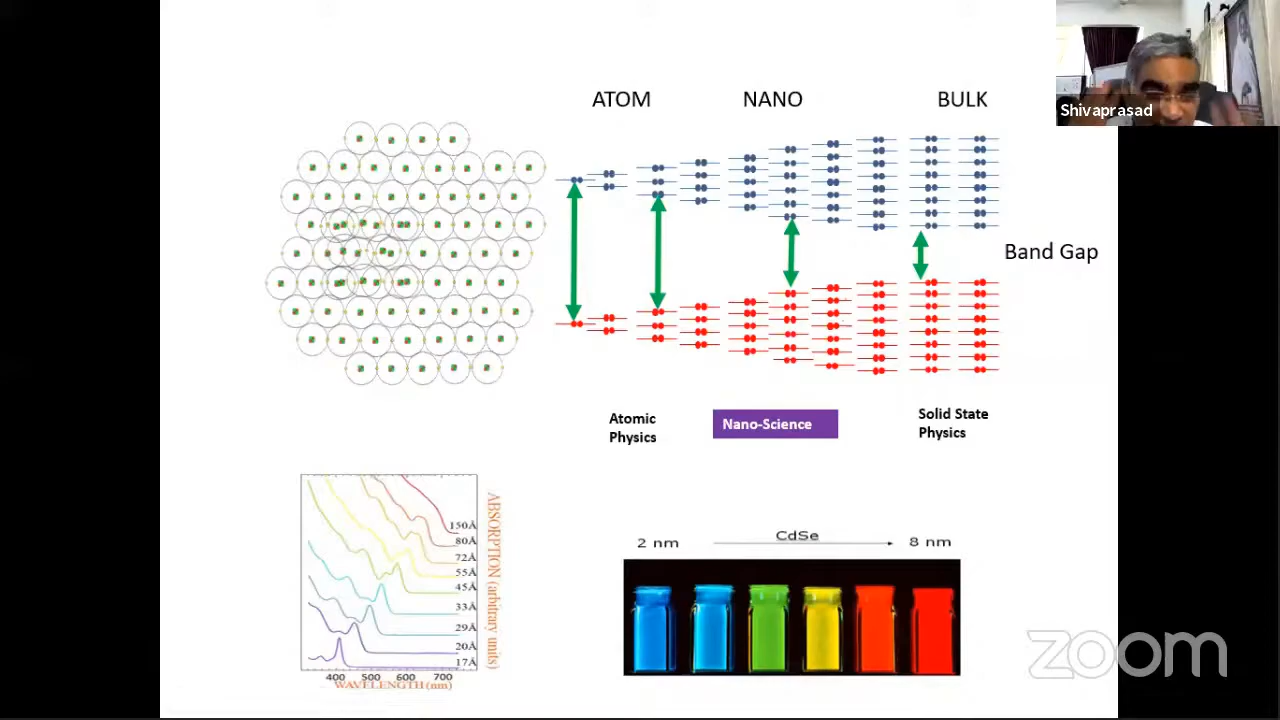 Shivaprasad
ATOM NANO BULK
Band Gap
Atomic
Physics
Nano-Science
Solid State
Physics
150Å
80Å
72Å
55Å
45Å
33Å
29Å
20Å
17Å
400 500 600 700
WAVELENGTH (nm)
ABSORPTION (arbitrary units)
2 nm CdSe 8 nm
zoom